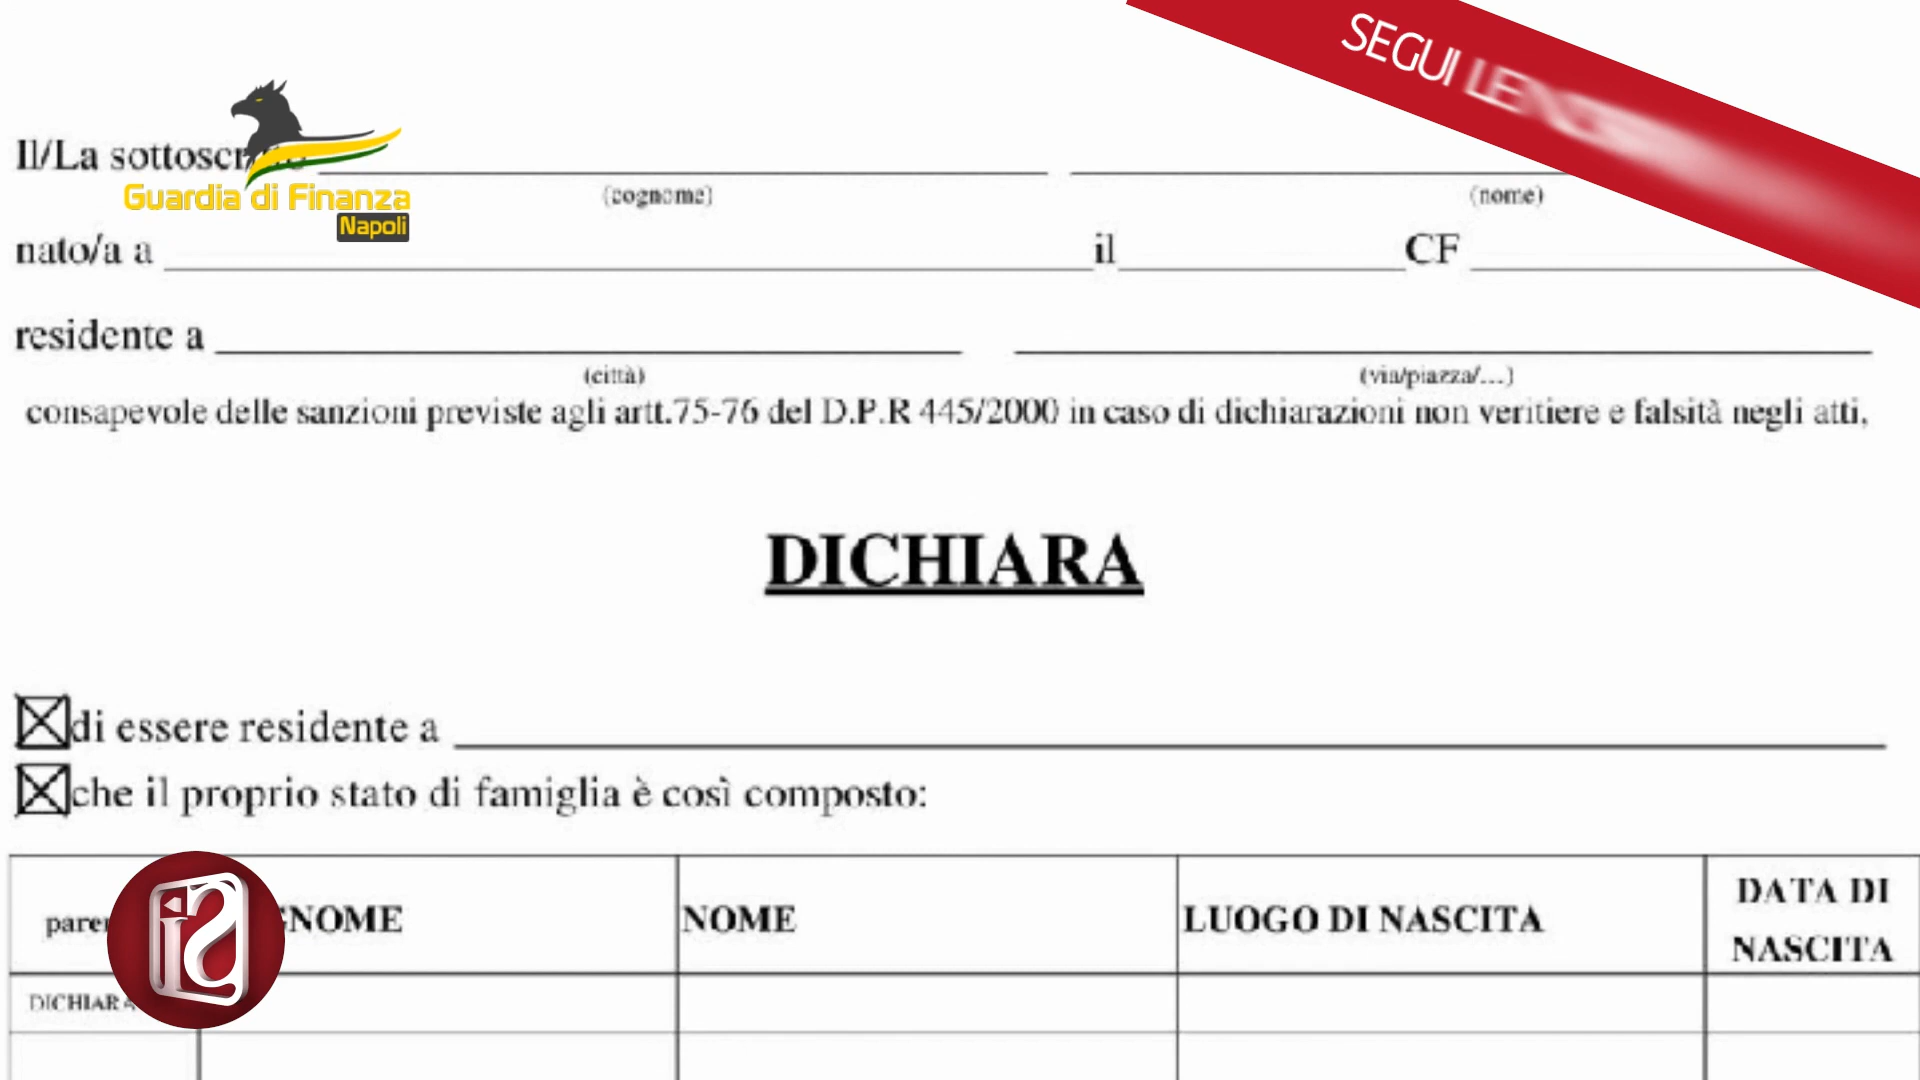 SEGUI
Il/La
Guardia di Finanza
Napoli
(cognome) (nome)
nato/a a il CF
residente a
(città) (via/piazza/...)
consapevole delle sanzioni previste agli artt.75-76 del D.P.R 445/2000 in caso di dichiarazioni non veritiere e falsità negli atti,
DICHIARA
di essere residente a
che il proprio stato di famiglia è così composto:
NOME LUOGO DI NASCITA DATA DI
NASCITA